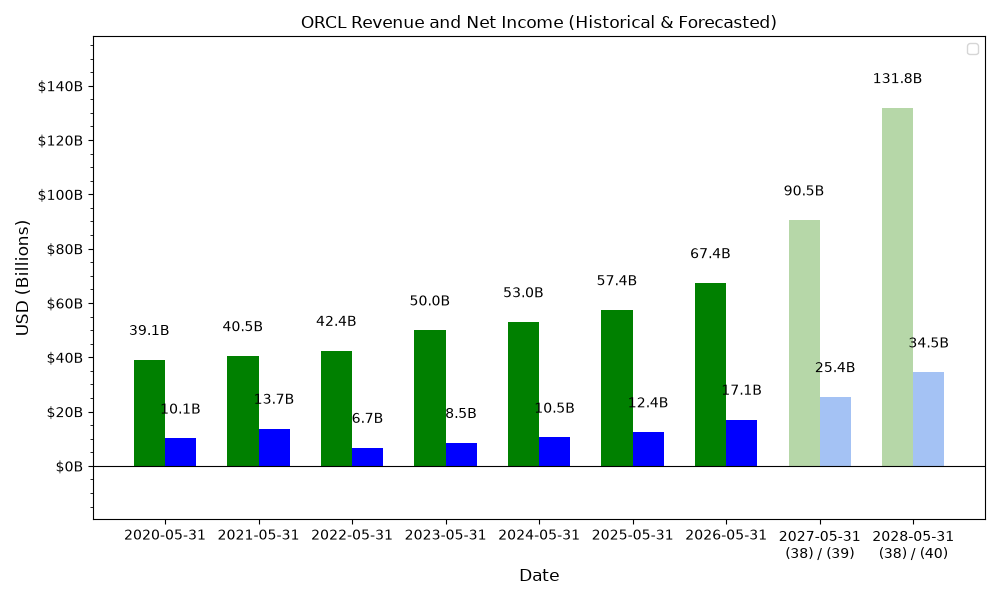 ORCL Revenue and Net Income (Historical & Forecasted)
USD (Billions)
$140B
$120B
$100B
$80B
$60B
$40B
$20B
$0B
39.1B
10.1B
40.5B
13.7B
42.4B
6.7B
50.0B
8.5B
53.0B
10.5B
57.4B
12.4B
67.4B
17.1B
90.5B
25.4B
131.8B
34.5B
2020-05-31
2021-05-31
2022-05-31
2023-05-31
2024-05-31
2025-05-31
2026-05-31
2027-05-31
(38) / (39)
2028-05-31
(38) / (40)
Date